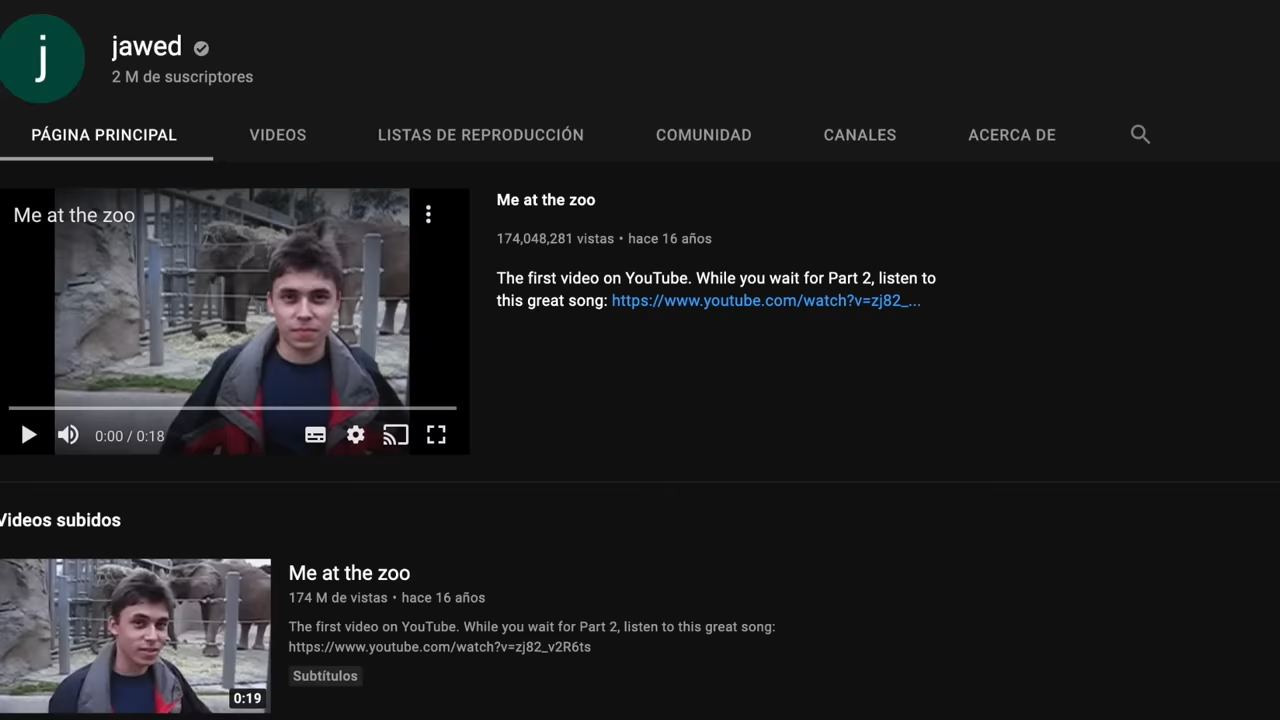 j
jawed
2 M de suscriptores
PÁGINA PRINCIPAL VIDEOS LISTAS DE REPRODUCCIÓN COMUNIDAD CANALES ACERCA DE
Me at the zoo
0:00 / 0:18
Me at the zoo
174,048,281 vistas • hace 16 años
The first video on YouTube. While you wait for Part 2, listen to
this great song: https://www.youtube.com/watch?v=zj82_...
Videos subidos
0:19
Me at the zoo
174 M de vistas • hace 16 años
The first video on YouTube. While you wait for Part 2, listen to this great song:
https://www.youtube.com/watch?v=zj82_v2R6ts
Subtítulos